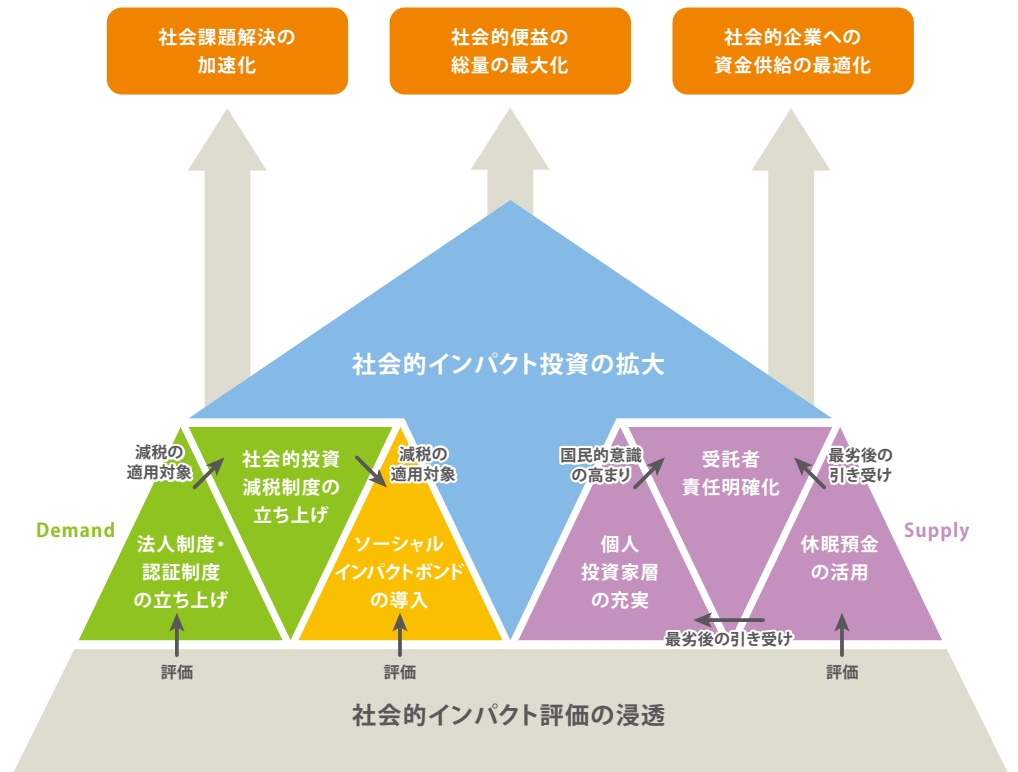 社会課題解決の
加速化
社会的便益の
総量の最大化
社会的企業への
資金供給の最適化
社会的インパクト投資の拡大
減税の
適用対象
社会的投資
減税制度の
立ち上げ
減税の
適用対象
国民的意識
の高まり
受託者
責任明確化
最劣後の
引き受け
Demand
法人制度・
認証制度
の立ち上げ
ソーシャル
インパクトボンド
の導入
個人
投資家層
の充実
休眠預金
の活用
Supply
最劣後の引き受け
評価
評価
評価
社会的インパクト評価の浸透